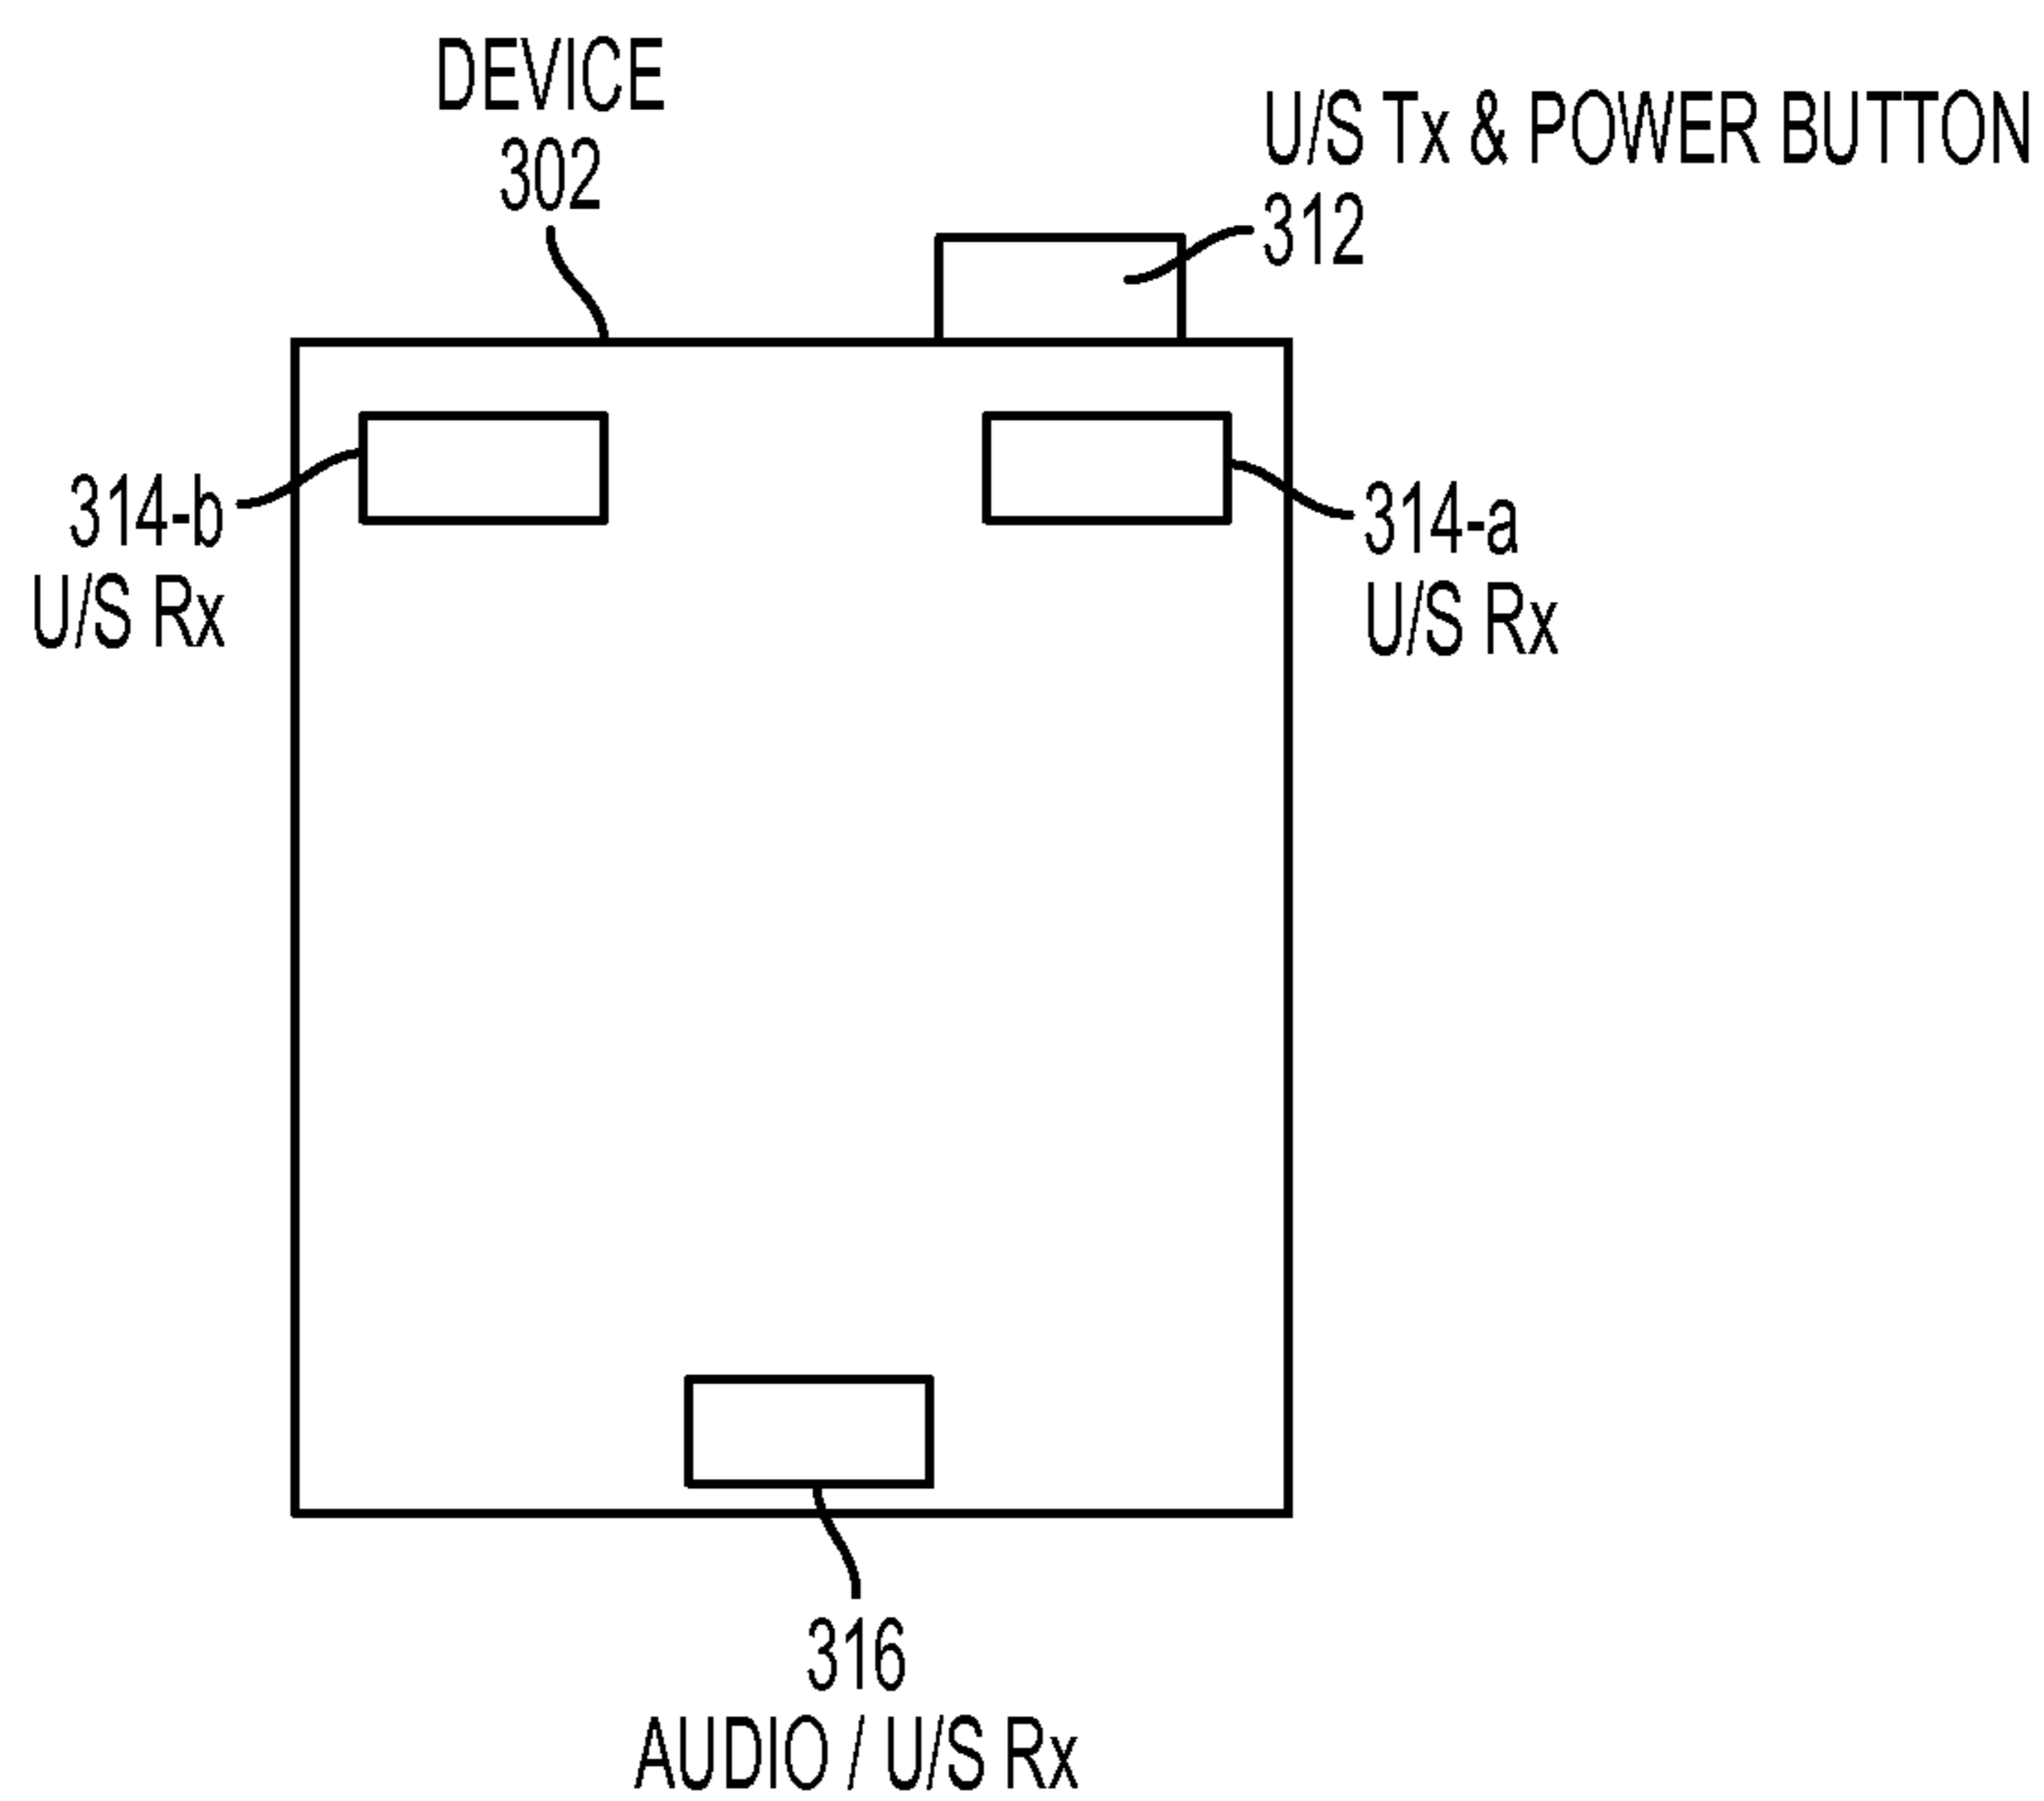 DEVICE
302
U/S Tx & POWER BUTTON
312
314-b
U/S Rx
314-a
U/S Rx
316
AUDIO / U/S Rx